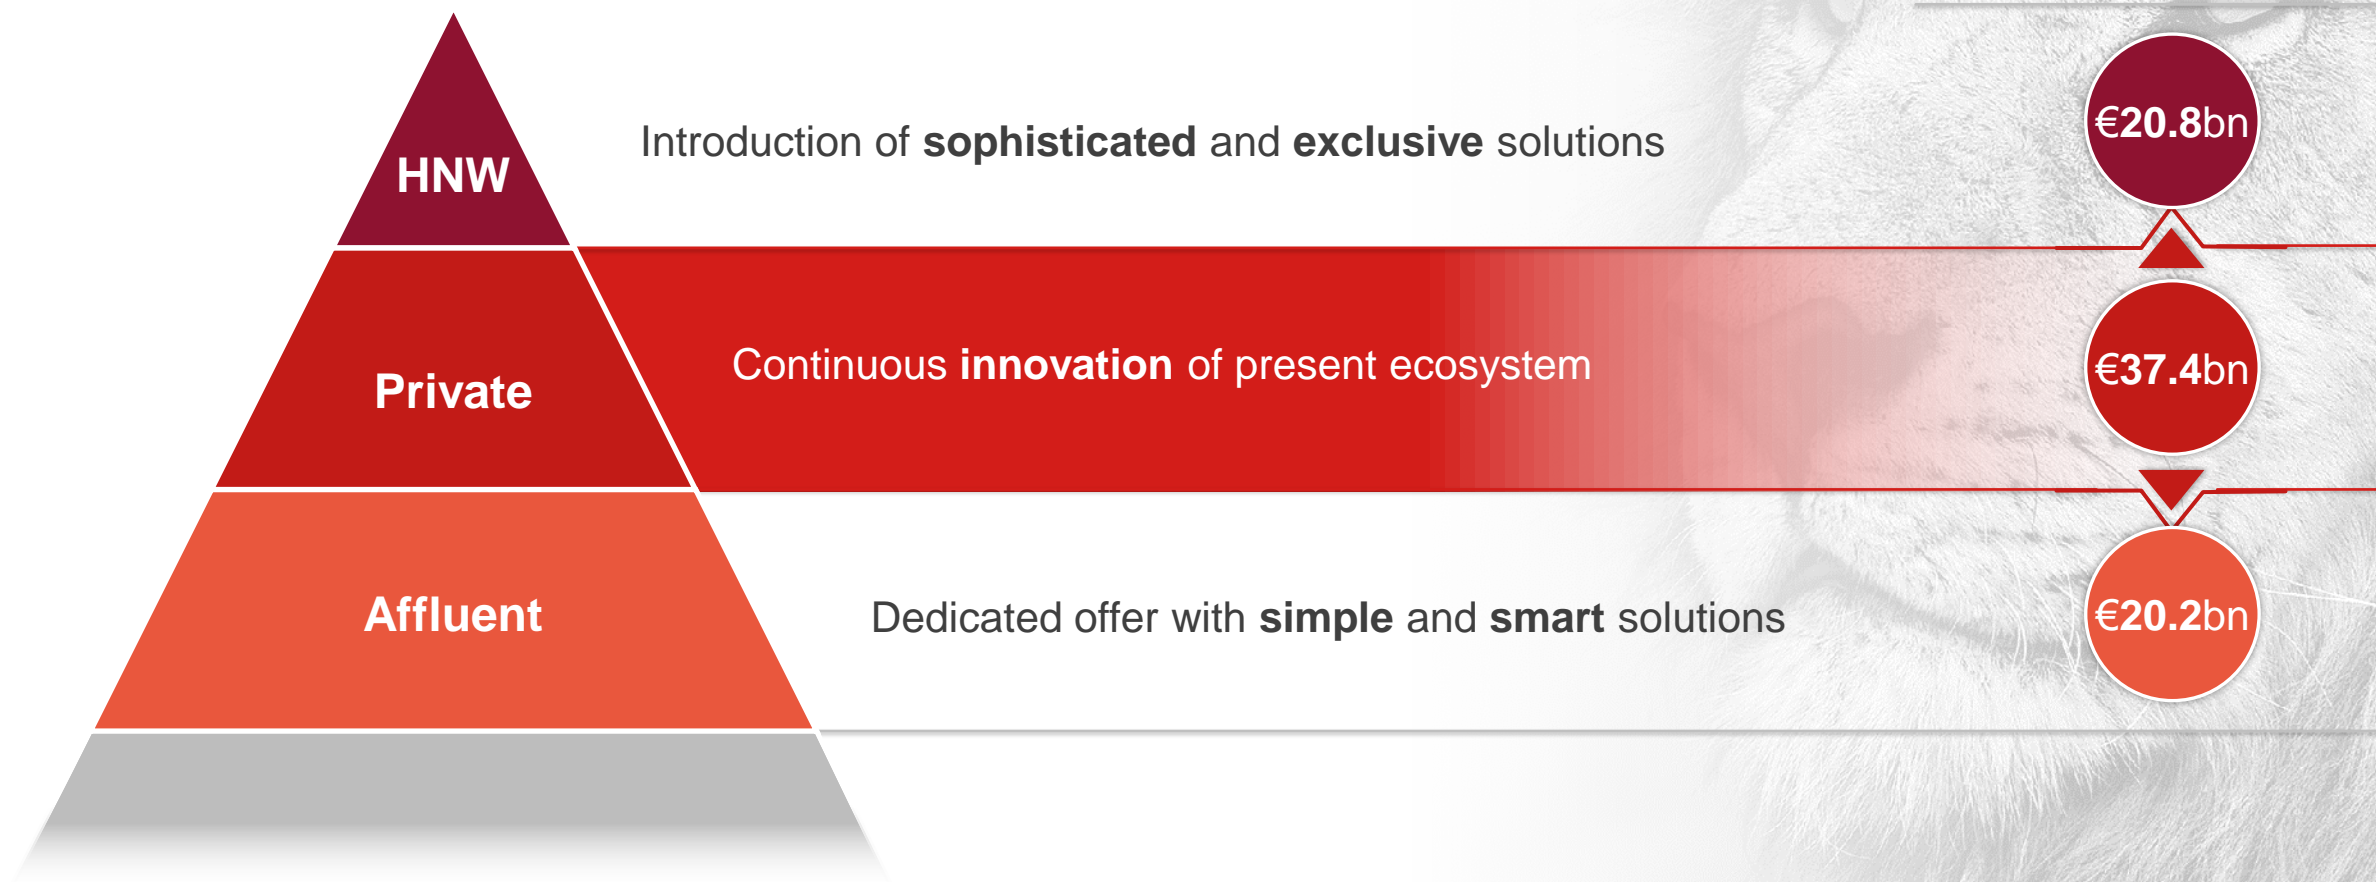 HNW
Introduction of sophisticated and exclusive solutions
€20.8bn
Private
Continuous innovation of present ecosystem
€37.4bn
Affluent
Dedicated offer with simple and smart solutions
€20.2bn